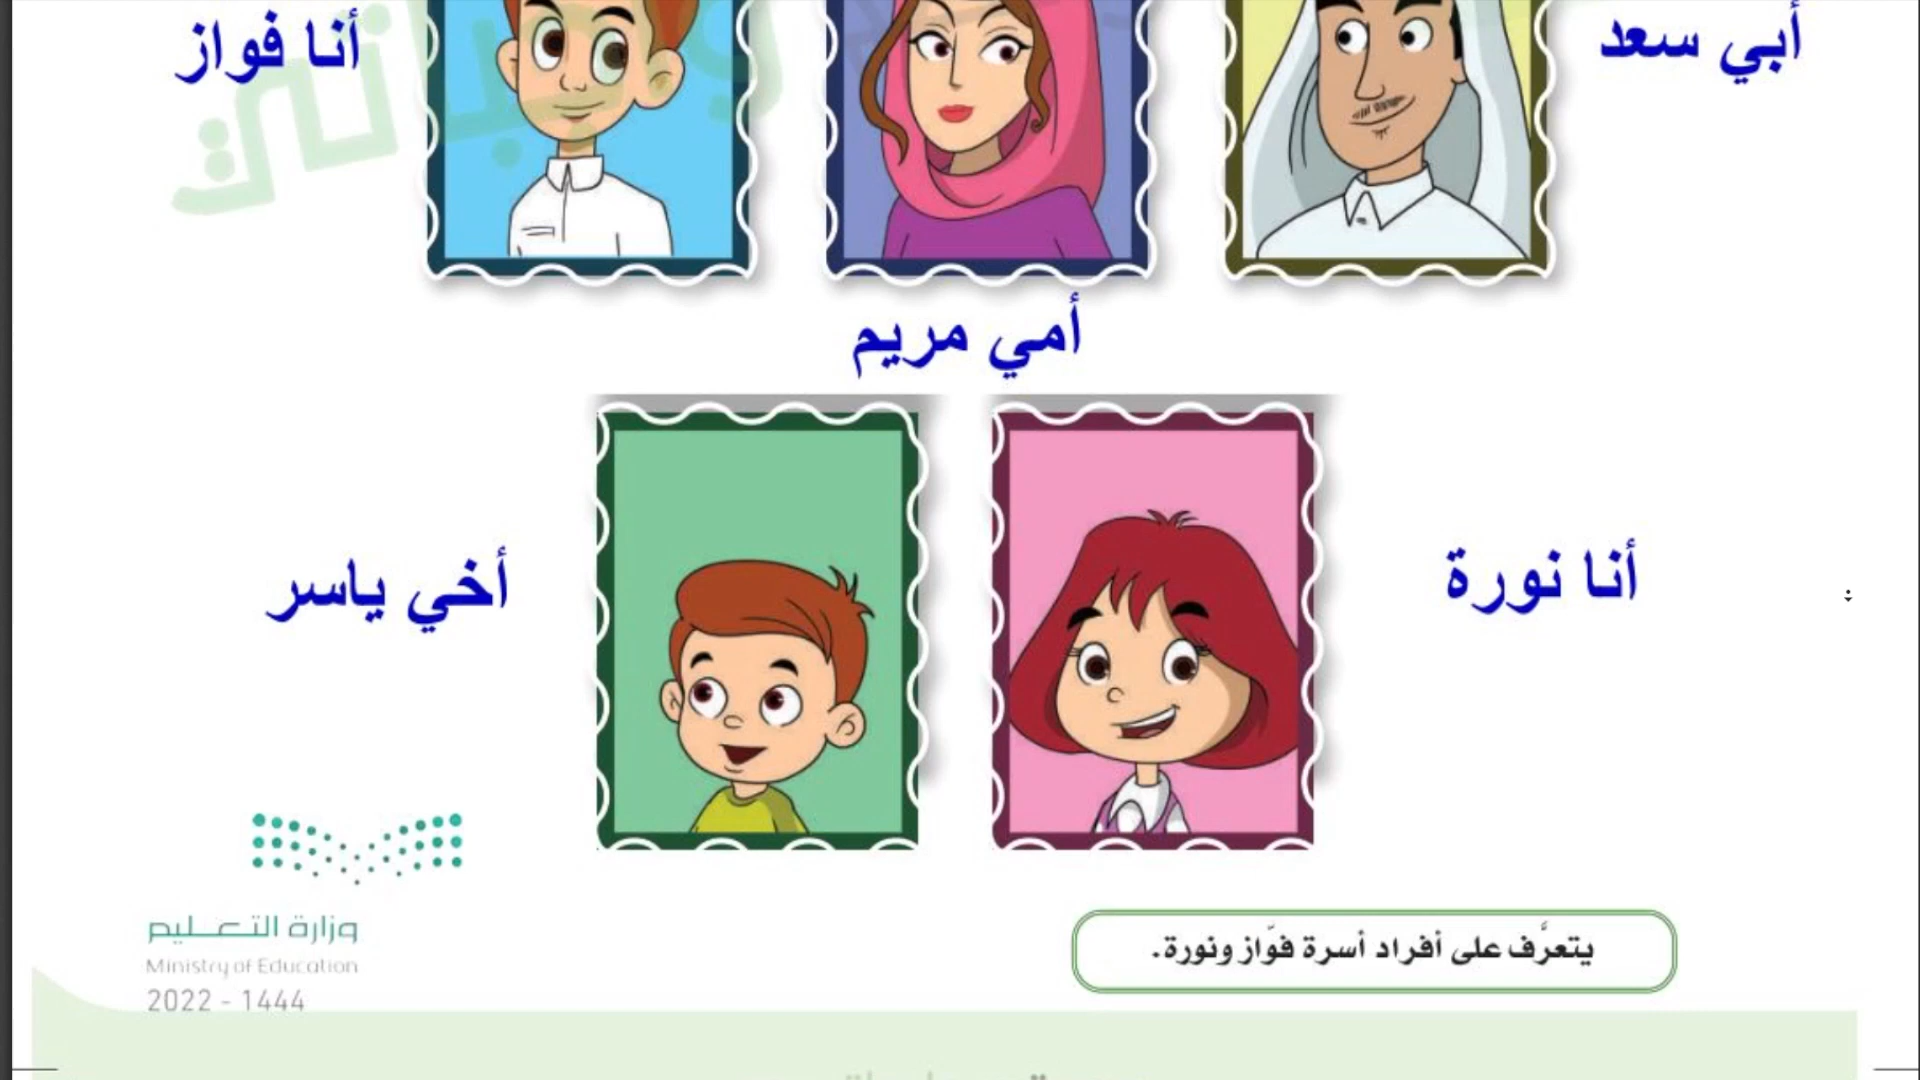 أبي سعد
أنا فواز
أمي مريم
أنا نورة
أخي ياسر
يتعرَّف على أفراد أسرة فوّاز ونورة.
وزارة التعليم
Ministry of Education
2022 - 1444